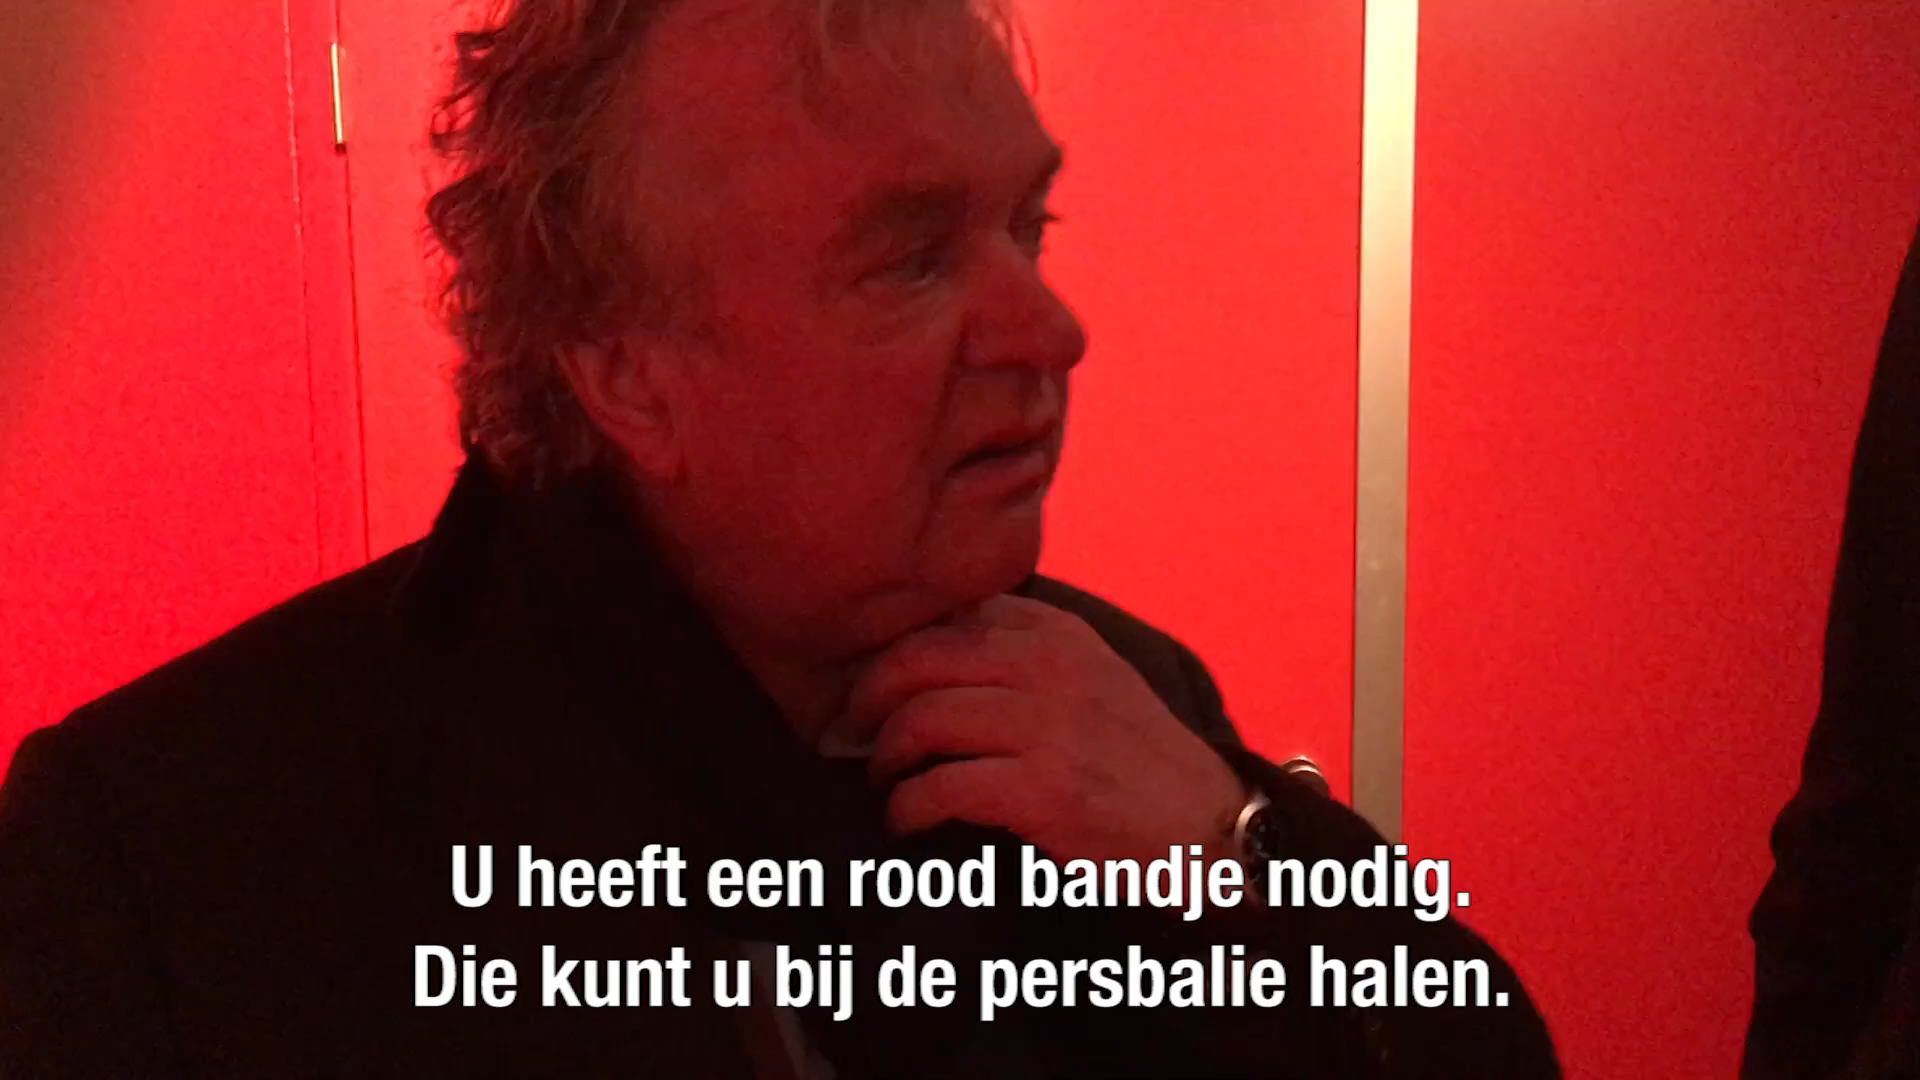 U heeft een rood bandje nodig.
Die kunt u bij de persbalie halen.